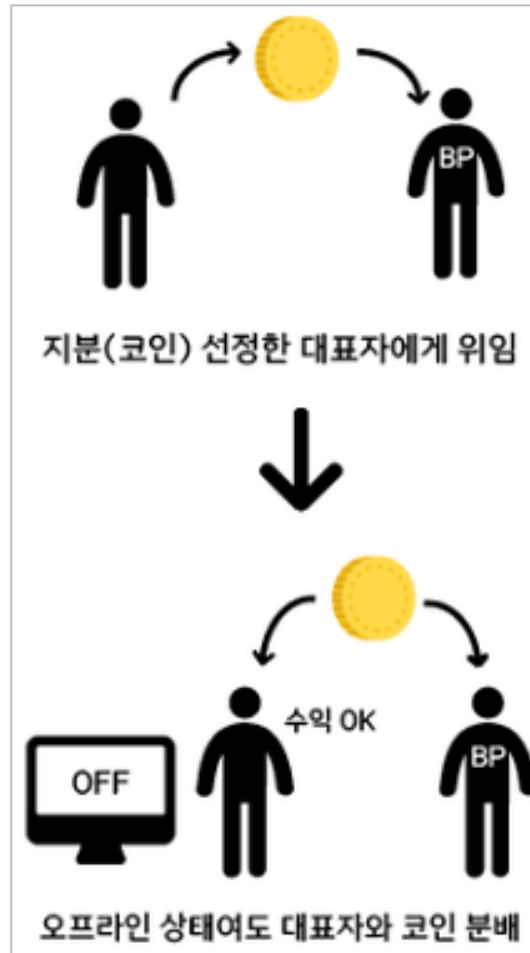 BP
지분(코인) 선정한 대표자에게 위임
수익 OK
OFF
BP
오프라인 상태여도 대표자와 코인 분배